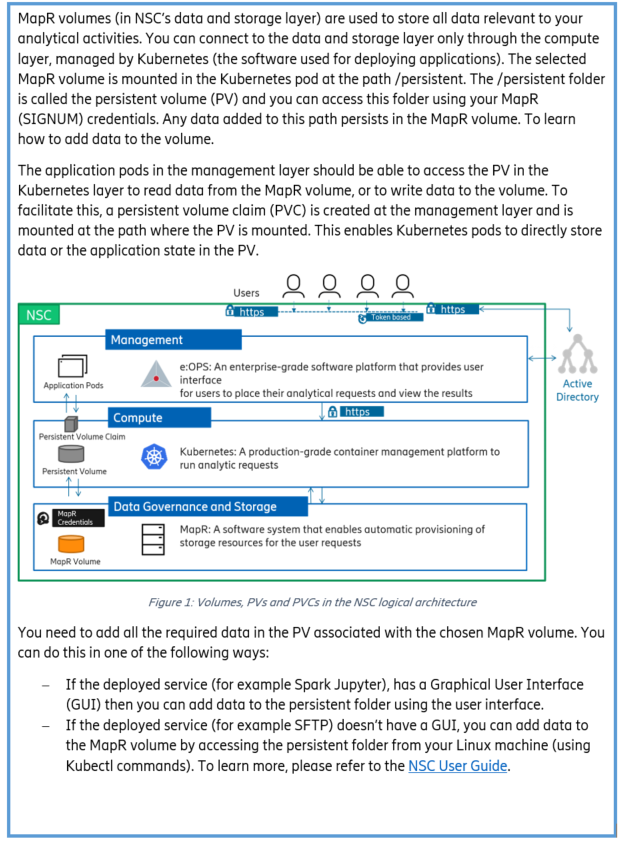 MapR volumes (in NSC's data and storage layer) are used to store all data relevant to your
analytical activities. You can connect to the data and storage layer only through the compute
layer, managed by Kubernetes (the software used for deploying applications). The selected
MapR volume is mounted in the Kubernetes pod at the path /persistent. The /persistent folder
is called the persistent volume (PV) and you can access this folder using your MapR
(SIGNUM) credentials. Any data added to this path persists in the MapR volume. To learn
how to add data to the volume.
The application pods in the management layer should be able to access the PV in the
Kubernetes layer to read data from the MapR volume, or to write data to the volume. To
facilitate this, a persistent volume claim (PVC) is created at the management layer and is
mounted at the path where the PV is mounted. This enables Kubernetes pods to directly store
data or the application state in the PV.
Users
https
Token based
https
NSC
Management
Application Pods
e:OPS: An enterprise-grade software platform that provides user
interface
for users to place their analytical requests and view the results
Active
Directory
https
Compute
Persistent Volume Claim
Persistent Volume
Kubernetes: A production-grade container management platform to
run analytic requests
Data Governance and Storage
MapR
Credentials
MapR Volume
MapR: A software system that enables automatic provisioning of
storage resources for the user requests
Figure 1: Volumes, PVs and PVCs in the NSC logical architecture
You need to add all the required data in the PV associated with the chosen MapR volume. You
can do this in one of the following ways:
– If the deployed service (for example Spark Jupyter), has a Graphical User Interface
(GUI) then you can add data to the persistent folder using the user interface.
– If the deployed service (for example SFTP) doesn't have a GUI, you can add data to
the MapR volume by accessing the persistent folder from your Linux machine (using
Kubectl commands). To learn more, please refer to the NSC User Guide.